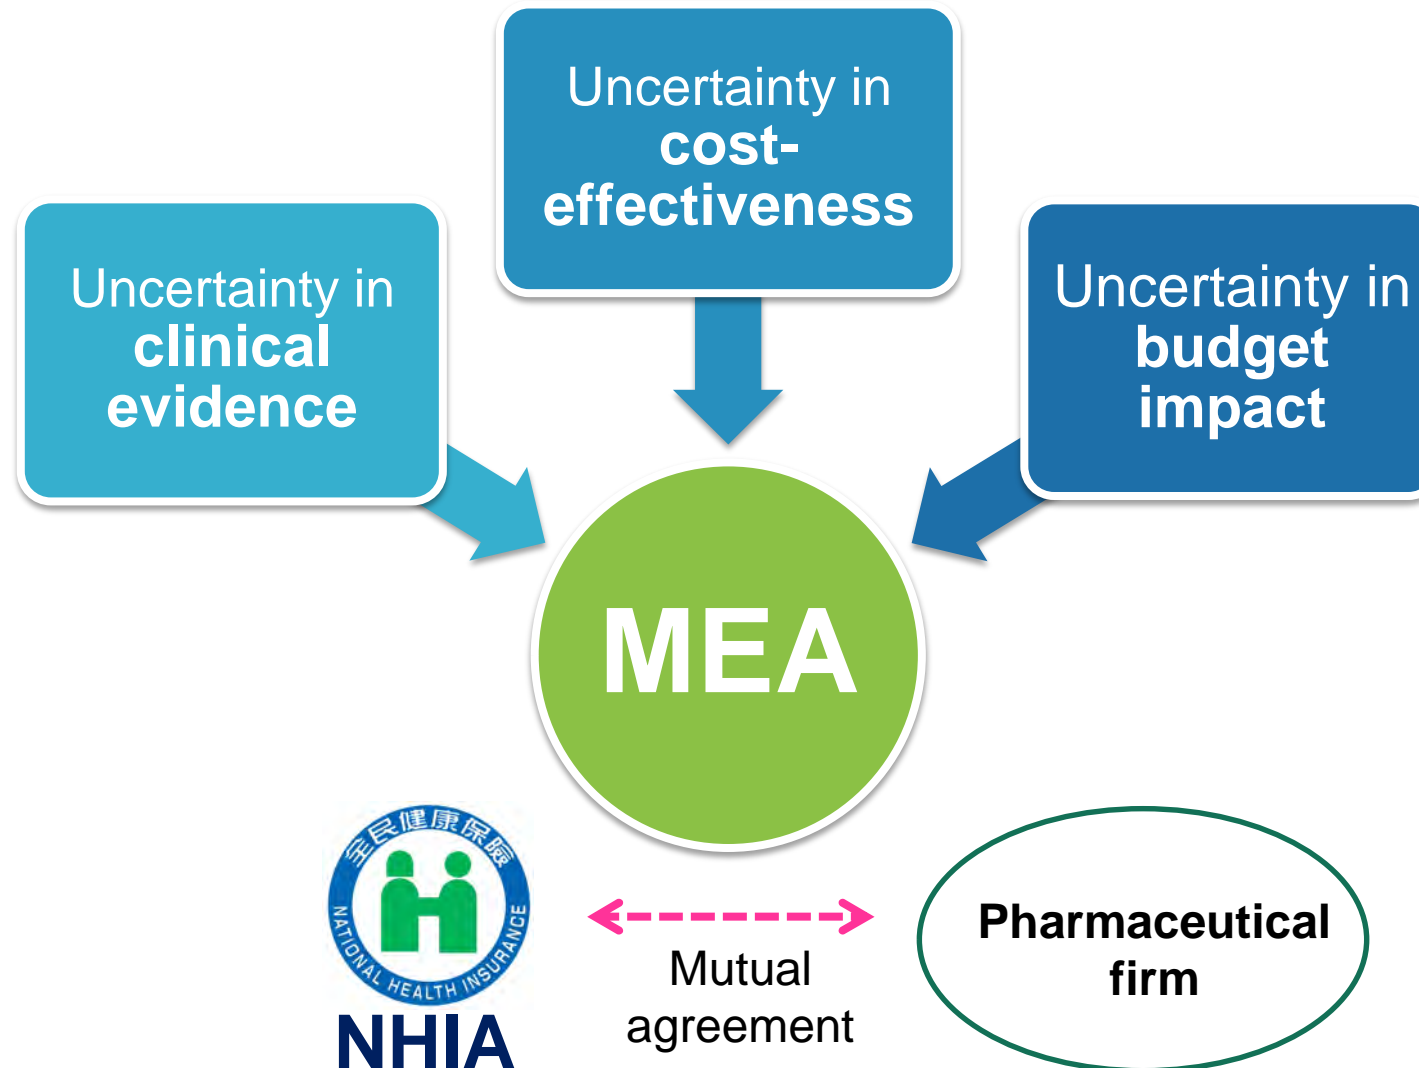 Uncertainty in
cost-
effectiveness
Uncertainty in
clinical
evidence
Uncertainty in
budget
impact
MEA
全民健康保險
NATIONAL HEALTH INSURANCE
NHIA
Mutual
agreement
Pharmaceutical
firm